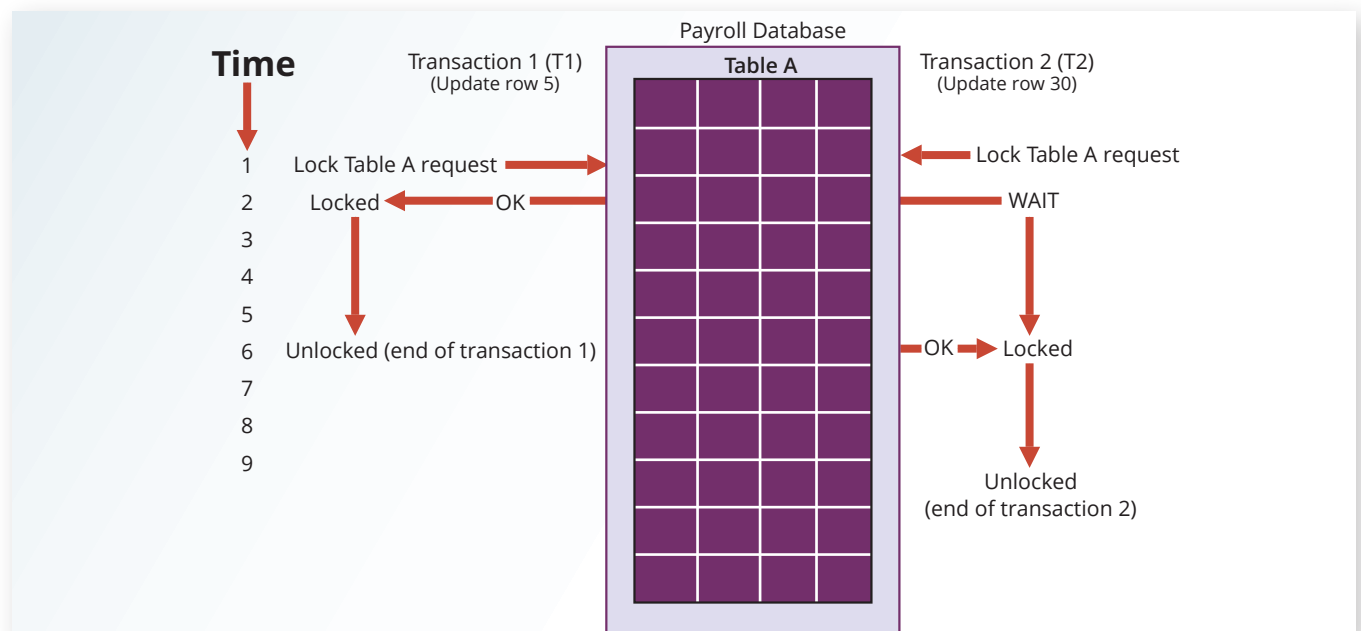 Payroll Database
Time
Transaction 1 (T1)
(Update row 5)
Table A
Transaction 2 (T2)
(Update row 30)
1
Lock Table A request
Lock Table A request
2
Locked
OK
WAIT
3
4
5
6
Unlocked (end of transaction 1)
OK
Locked
7
8
9
Unlocked
(end of transaction 2)